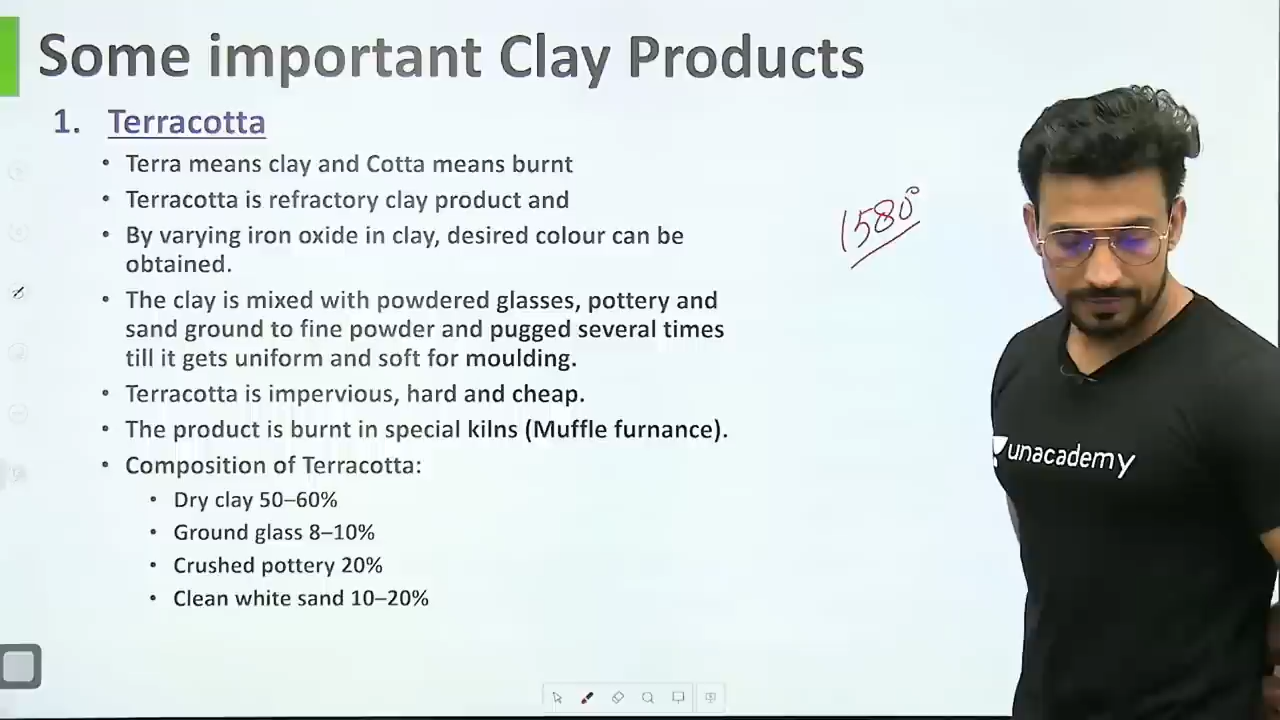 Some important Clay Products
1. Terracotta
• Terra means clay and Cotta means burnt
• Terracotta is refractory clay product and
• By varying iron oxide in clay, desired colour can be
obtained.
• The clay is mixed with powdered glasses, pottery and
sand ground to fine powder and pugged several times
till it gets uniform and soft for moulding.
• Terracotta is impervious, hard and cheap.
• The product is burnt in special kilns (Muffle furnance).
• Composition of Terracotta:
• Dry clay 50–60%
• Ground glass 8–10%
• Crushed pottery 20%
• Clean white sand 10–20%
1580°
unacademy